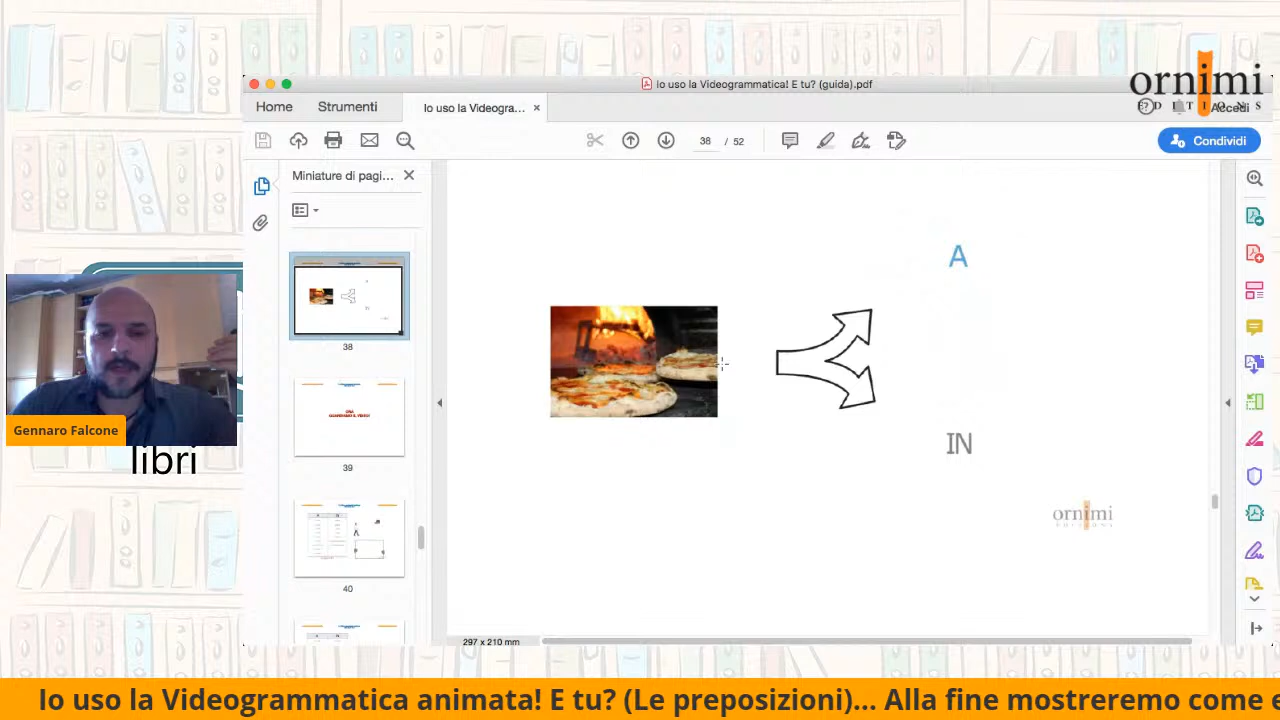 Io uso la Videogrammatica! E tu? (guida).pdf
ornimi
EDITIONS
Home
Strumenti
Io uso la Videogra...
Accedi
38 / 52
Condividi
Miniature di pagi...
A
38
IN
Gennaro Falcone
libri
39
ornimi
EDITIONS
40
297 x 210 mm
Io uso la Videogrammatica animata! E tu? (Le preposizioni)... Alla fine mostreremo come e